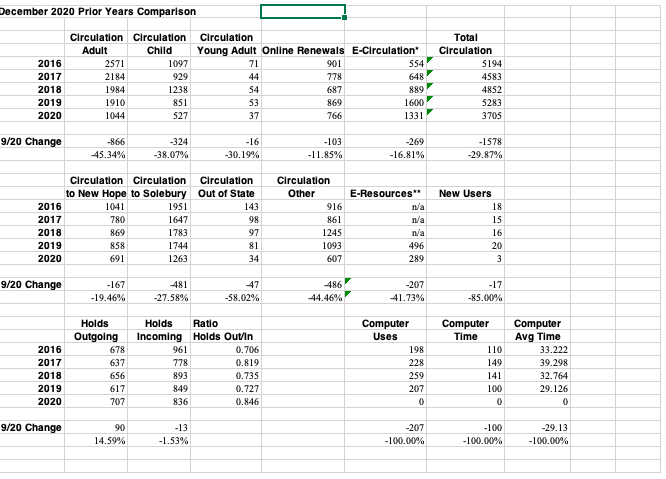 December 2020 Prior Years Comparison
Circulation Circulation Circulation Total
Adult Child Young Adult Online Renewals E-Circulation* Circulation
2016 2571 1097 71 901 554 5194
2017 2184 929 44 778 648 4583
2018 1984 1238 54 687 889 4852
2019 1910 851 53 869 1600 5283
2020 1044 527 37 766 1331 3705
9/20 Change -866 -324 -16 -103 -269 -1578
-45.34% -38.07% -30.19% -11.85% -16.81% -29.87%
Circulation Circulation Circulation Circulation
to New Hope to Solebury Out of State Other E-Resources** New Users
2016 1041 1951 143 916 n/a 18
2017 780 1647 98 861 n/a 15
2018 869 1783 97 1245 n/a 16
2019 858 1744 81 1093 496 20
2020 691 1263 34 607 289 3
9/20 Change -167 -481 -47 -486 -207 -17
-19.46% -27.58% -58.02% -44.46% -41.73% -85.00%
Holds Holds Ratio Computer Computer Computer
Outgoing Incoming Holds Out/In Uses Time Avg Time
2016 678 961 0.706 198 110 33.222
2017 637 778 0.819 228 149 39.298
2018 656 893 0.735 259 141 32.764
2019 617 849 0.727 207 100 29.126
2020 707 836 0.846 0 0 0
9/20 Change 90 -13 -207 -100 -29.13
14.59% -1.53% -100.00% -100.00% -100.00%